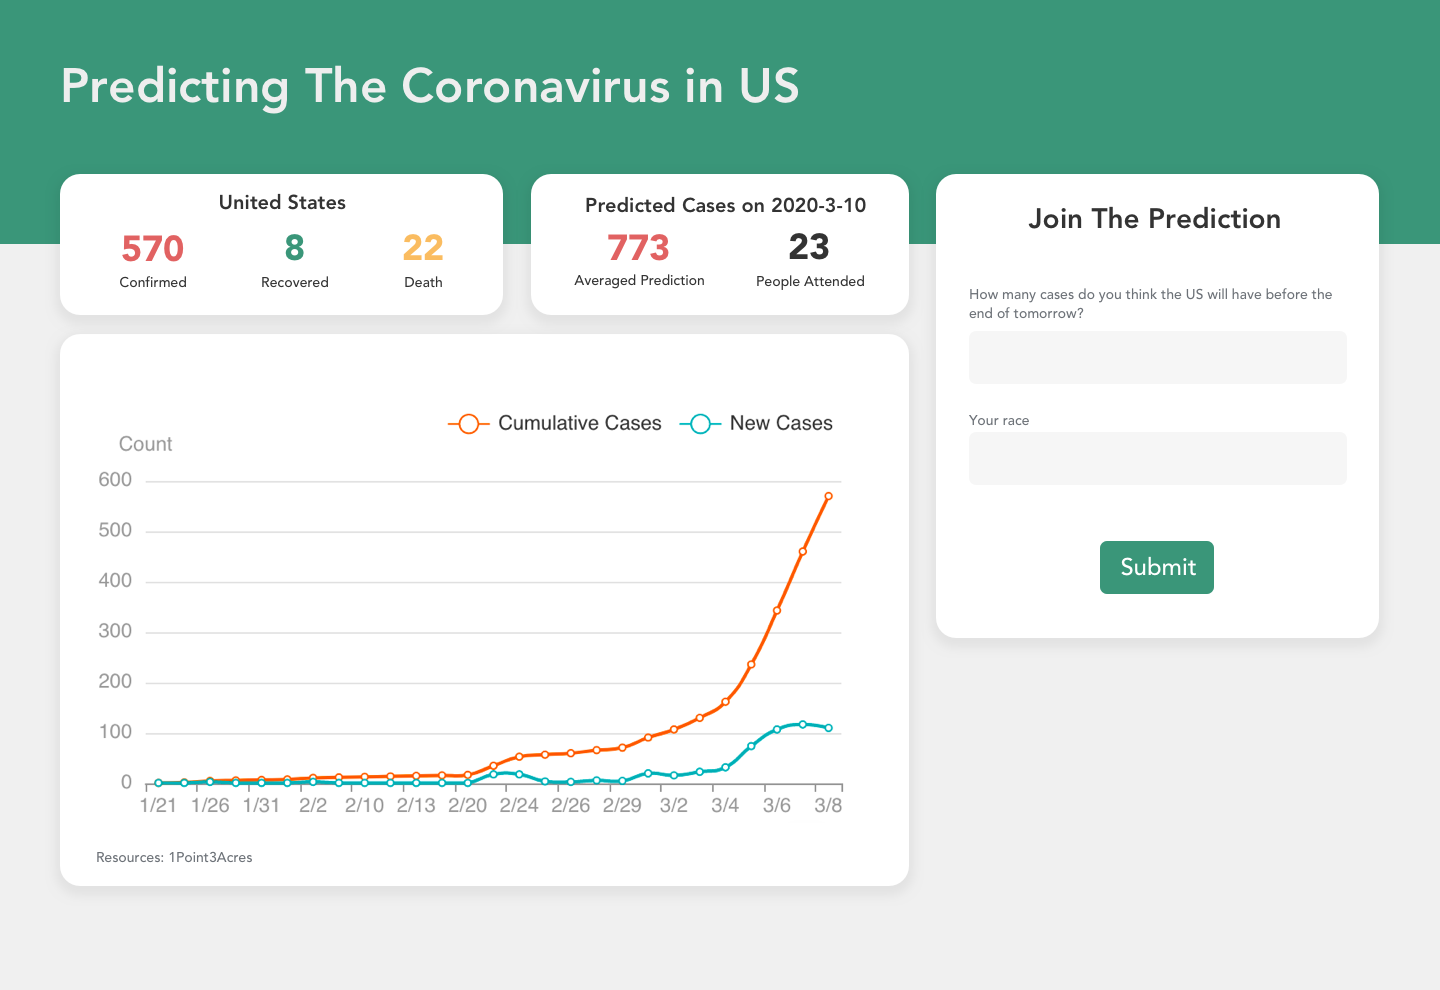 Predicting The Coronavirus in US
United States
570 8 22
Confirmed Recovered Death
Predicted Cases on 2020-3-10
773 23
Averaged Prediction People Attended
Join The Prediction
How many cases do you think the US will have before the
end of tomorrow?
Your race
Submit
Cumulative Cases New Cases
Count
600
500
400
300
200
100
0
1/21 1/26 1/31 2/2 2/10 2/13 2/20 2/24 2/26 2/29 3/2 3/4 3/6 3/8
Resources: 1Point3Acres